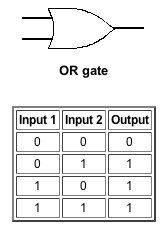 OR gate
Input 1 Input 2 Output
0 0 0
0 1 1
1 0 1
1 1 1